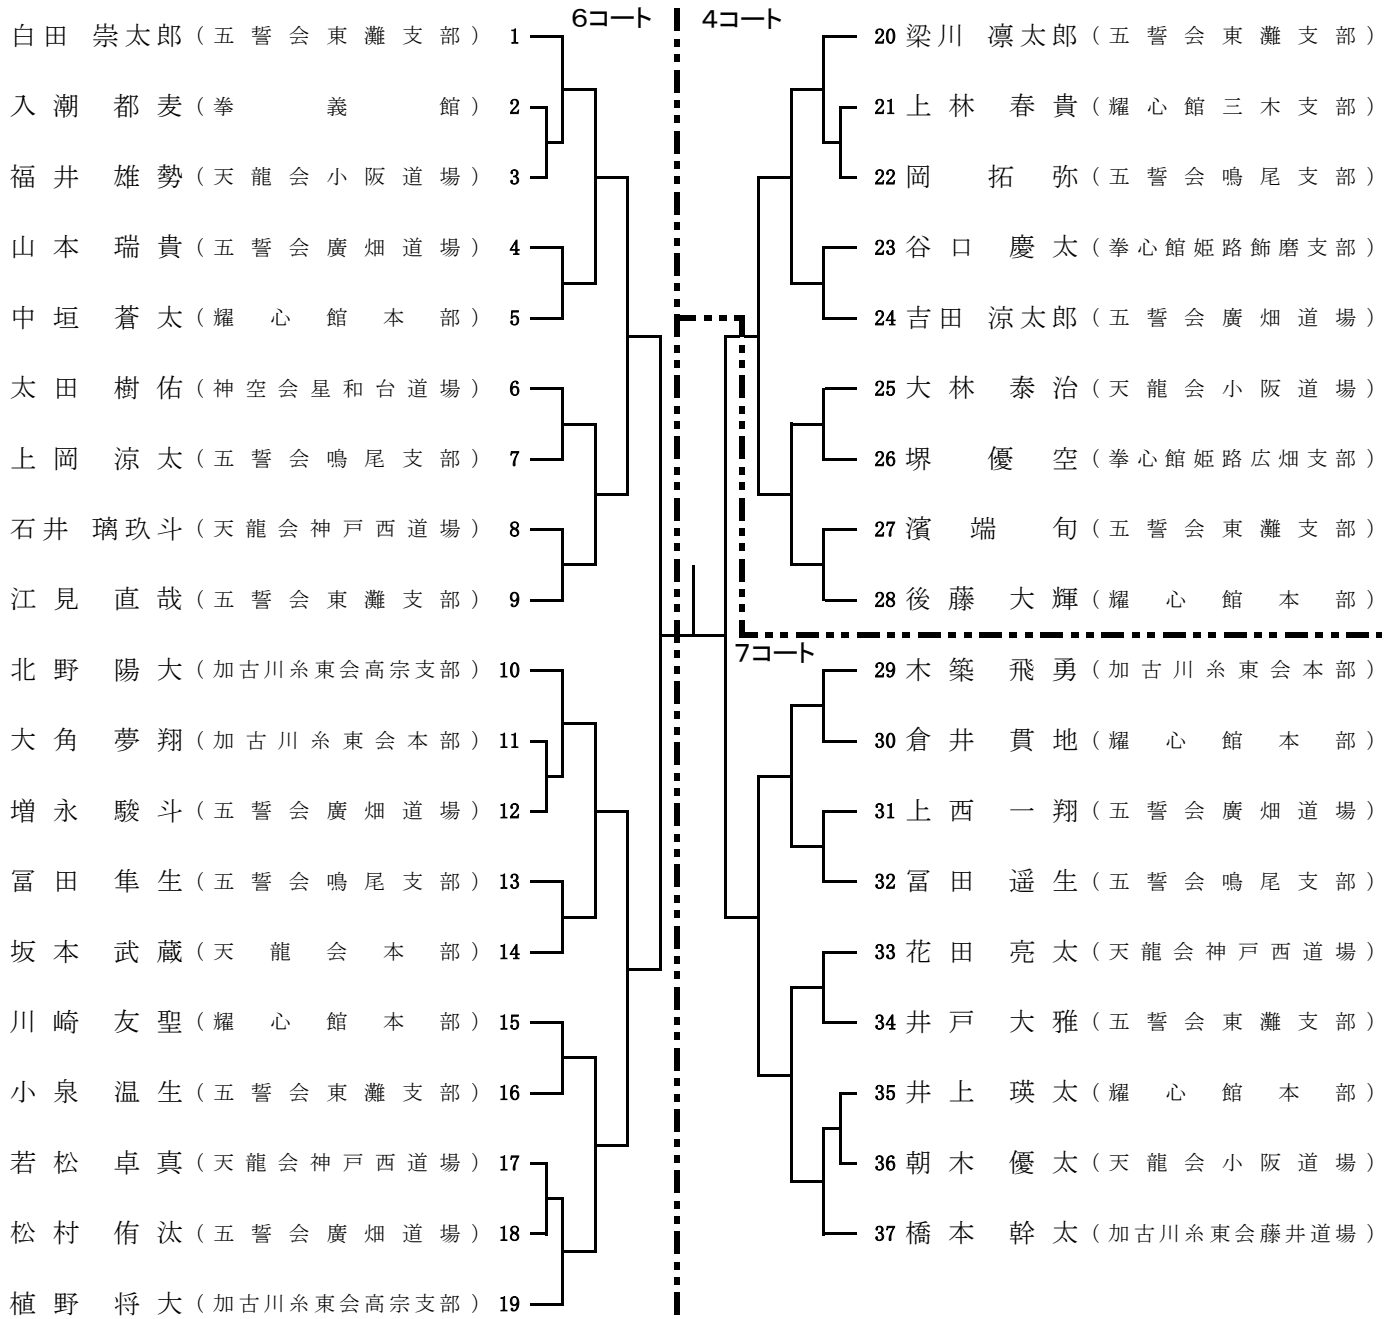 6コート
4コート
白田 崇太郎 (五誓会東灘支部) 1
入潮 都麦 (拳義館) 2
福井 雄勢 (天龍会小阪道場) 3
山本 瑞貴 (五誓会廣畑道場) 4
中垣 蒼太 (耀心館本部) 5
太田 樹佑 (神空会星和台道場) 6
上岡 涼太 (五誓会鳴尾支部) 7
石井 璃玖斗 (天龍会神戸西道場) 8
江見 直哉 (五誓会東灘支部) 9
北野 陽大 (加古川糸東会高宗支部) 10
大角 夢翔 (加古川糸東会本部) 11
増永 駿斗 (五誓会廣畑道場) 12
冨田 隼生 (五誓会鳴尾支部) 13
坂本 武蔵 (天龍会本部) 14
川崎 友聖 (耀心館本部) 15
小泉 温生 (五誓会東灘支部) 16
若松 卓真 (天龍会神戸西道場) 17
松村 侑汰 (五誓会廣畑道場) 18
植野 将大 (加古川糸東会高宗支部) 19
20 梁川 凛太郎 (五誓会東灘支部)
21 上林 春貴 (耀心館三木支部)
22 岡 拓弥 (五誓会鳴尾支部)
23 谷口 慶太 (拳心館姫路飾磨支部)
24 吉田 涼太郎 (五誓会廣畑道場)
25 大林 泰治 (天龍会小阪道場)
26 堺 優空 (拳心館姫路広畑支部)
27 濱端 旬 (五誓会東灘支部)
28 後藤 大輝 (耀心館本部)
7コート
29 木築 飛勇 (加古川糸東会本部)
30 倉井 貫地 (耀心館本部)
31 上西 一翔 (五誓会廣畑道場)
32 冨田 遥生 (五誓会鳴尾支部)
33 花田 亮太 (天龍会神戸西道場)
34 井戸 大雅 (五誓会東灘支部)
35 井上 瑛太 (耀心館本部)
36 朝木 優太 (天龍会小阪道場)
37 橋本 幹太 (加古川糸東会藤井道場)